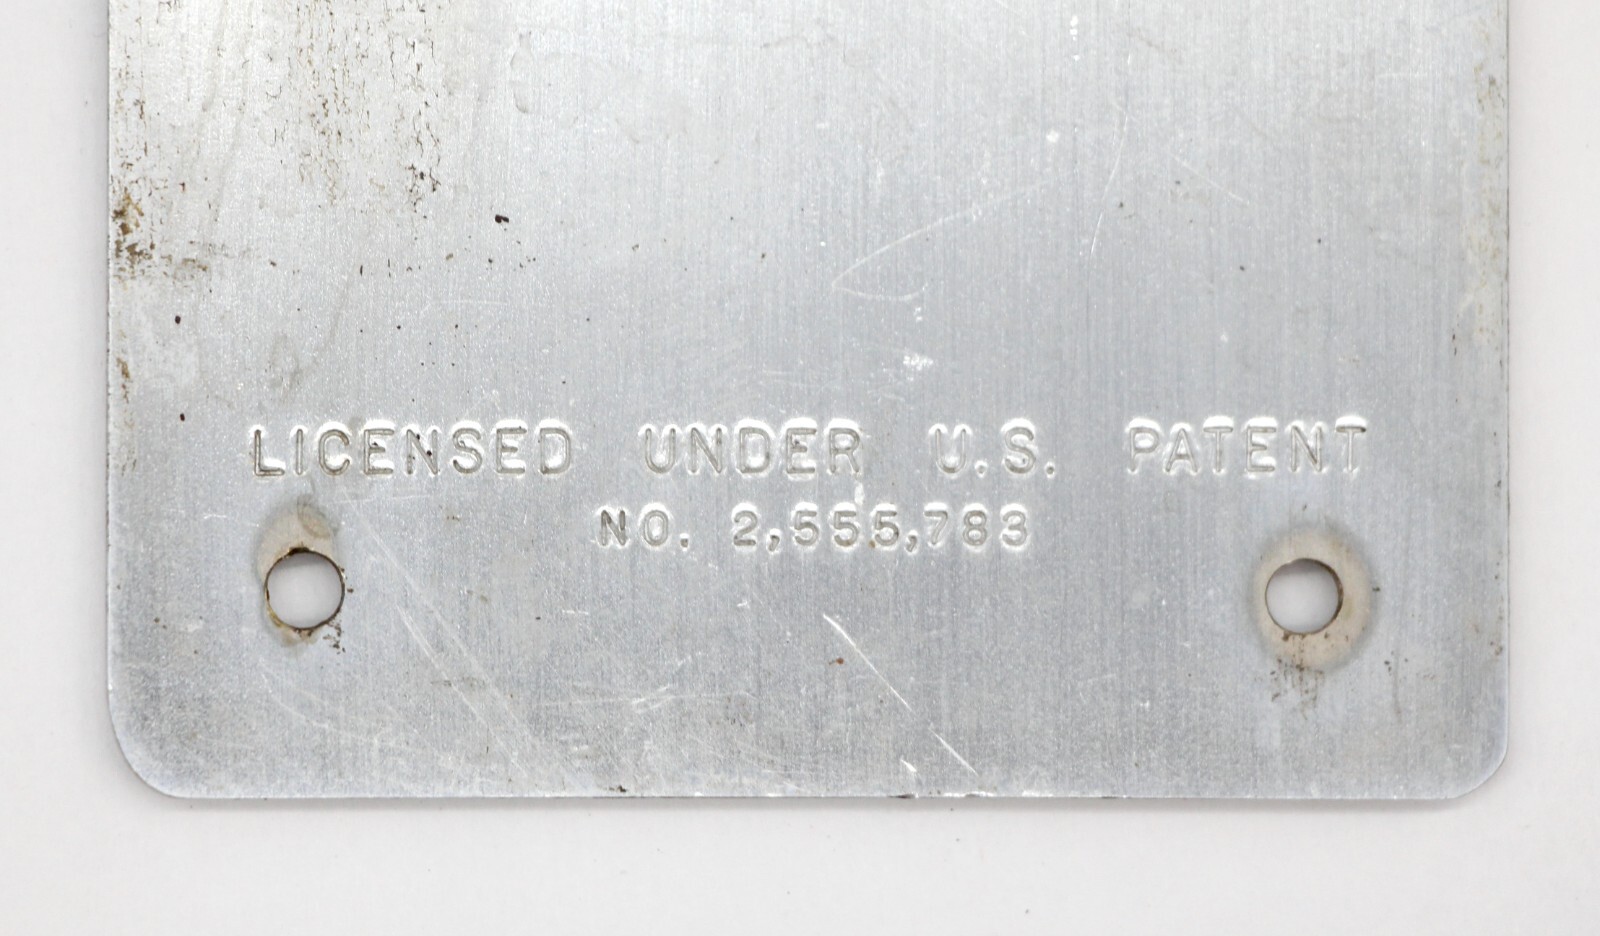 LICENSED UNDER U.S. PATENT
NO. 2,555,783